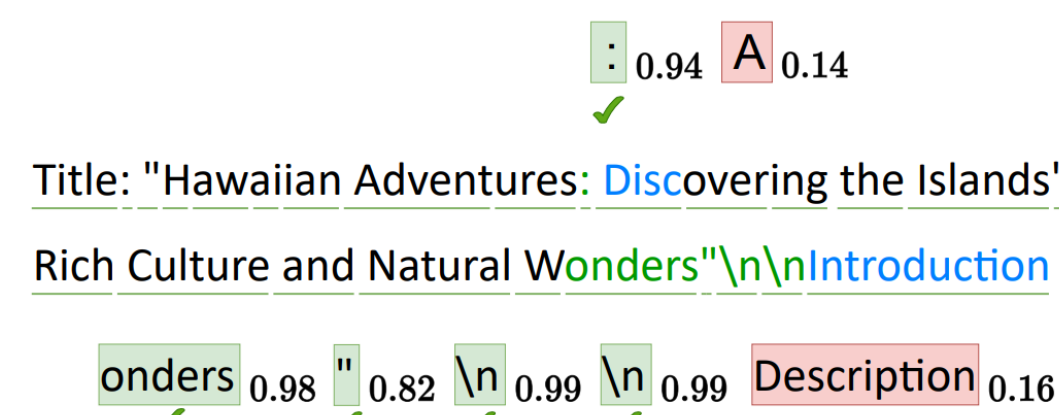 : 0.94 A 0.14
Title: "Hawaiian Adventures: Discovering the Islands'
Rich Culture and Natural Wonders"\n\nIntroduction
onders 0.98 " 0.82 \n 0.99 \n 0.99 Description 0.16